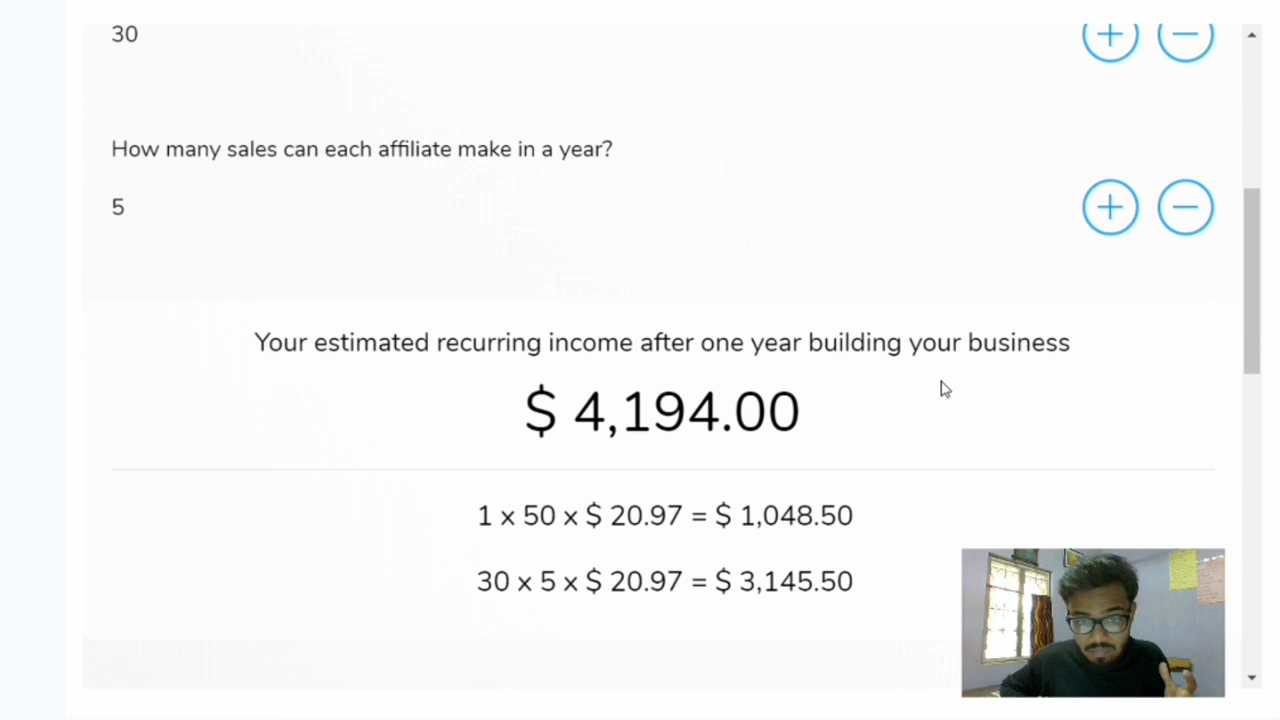 30
How many sales can each affiliate make in a year?
5
Your estimated recurring income after one year building your business
$ 4,194.00
1 x 50 x $ 20.97 = $ 1,048.50
30 x 5 x $ 20.97 = $ 3,145.50